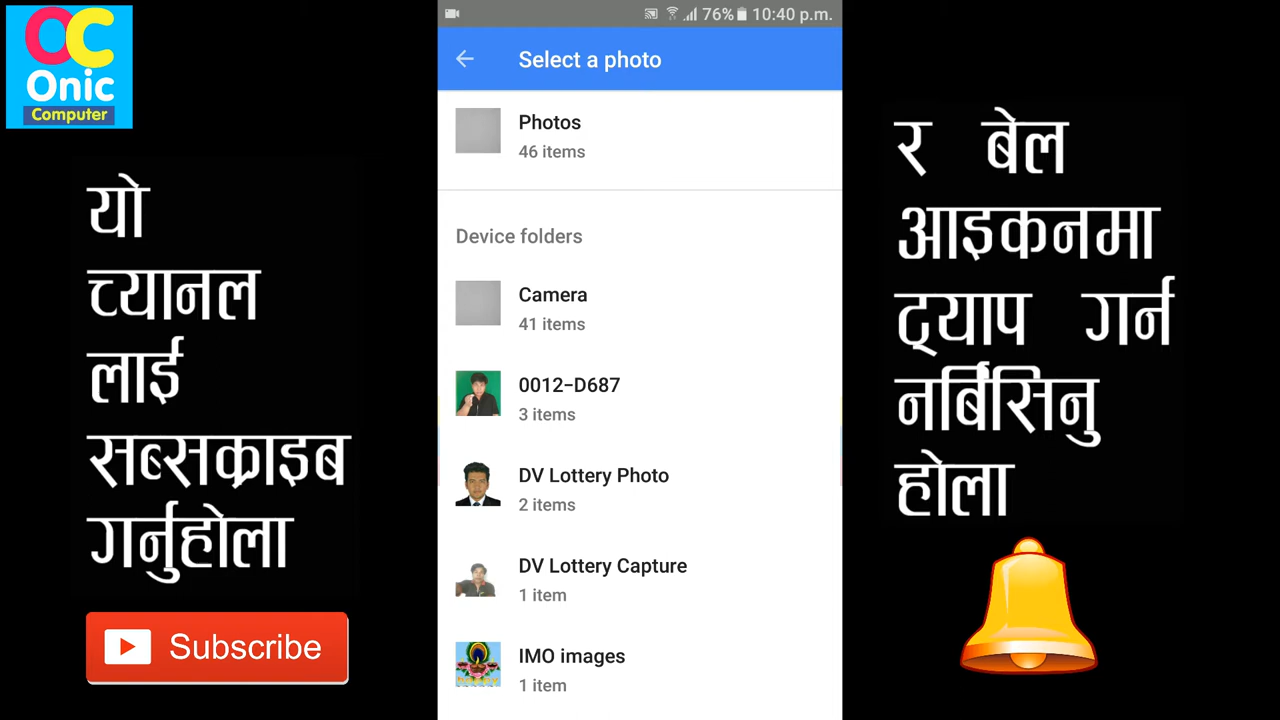 OC
Onic
Computer
यो
च्यानल
लाई
सब्सक्राइब
गर्नुहोला
Subscribe
76% 10:40 p.m.
Select a photo
Photos
46 items
Device folders
Camera
41 items
0012-D687
3 items
DV Lottery Photo
2 items
DV Lottery Capture
1 item
IMO images
1 item
र बेल
आइकनमा
ट्याप गर्न
नर्बिसिनु
होला